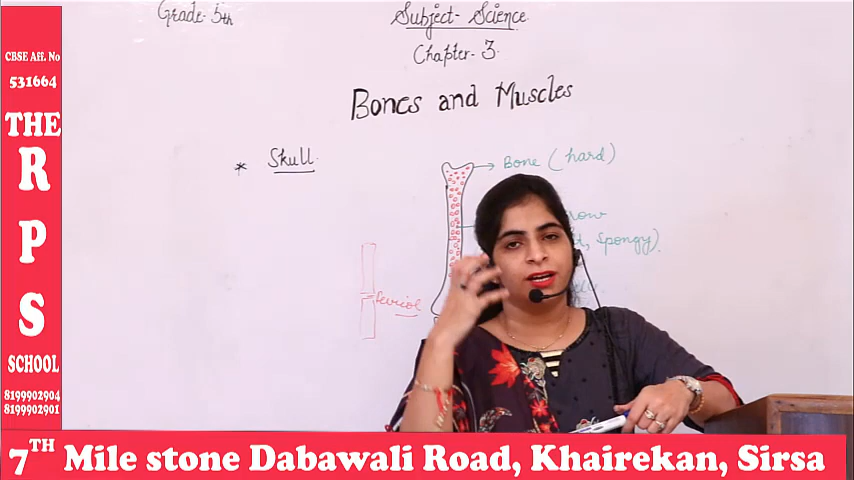 Grade-5th
Subject- Science
Chapter- 3
Bones and Muscles
* Skull
Bone (hard)
spongy)
CBSE Aff. No
531664
THE
R
P
S
SCHOOL
8199902904
8199902901
7TH Mile stone Dabawali Road, Khairekan, Sirsa